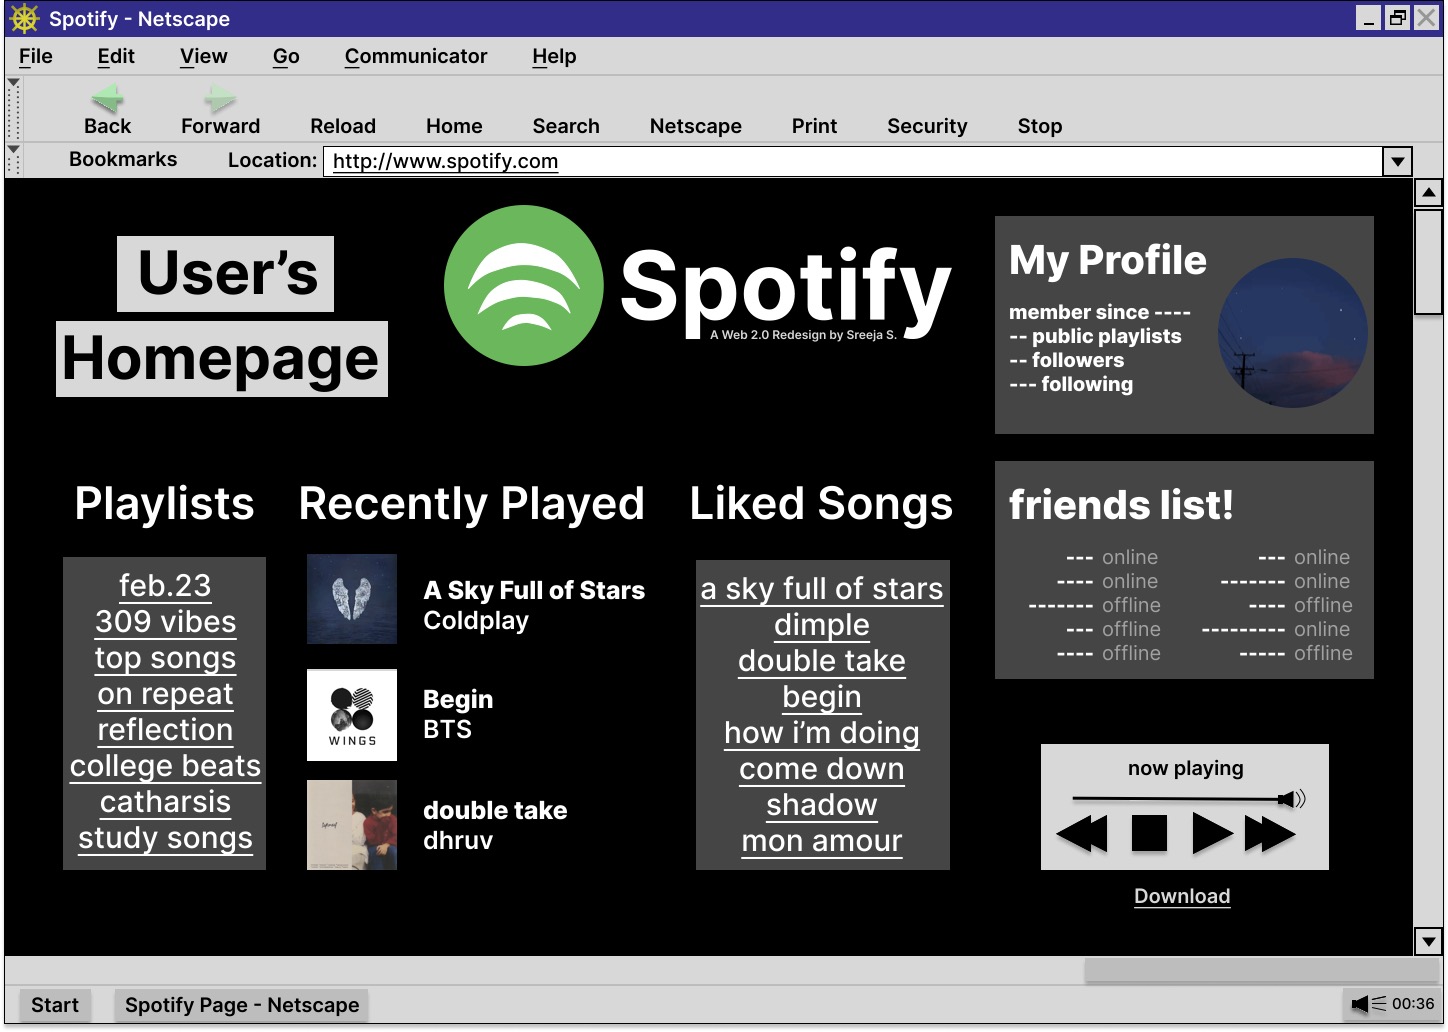 Spotify - Netscape
File Edit View Go Communicator Help
Back Forward Reload Home Search Netscape Print Security Stop
Bookmarks Location: http://www.spotify.com
User’s
Homepage
Spotify
A Web 2.0 Redesign by Sreeja S.
My Profile
member since ----
-- public playlists
-- followers
--- following
Playlists
feb.23
309 vibes
top songs
on repeat
reflection
college beats
catharsis
study songs
Recently Played
A Sky Full of Stars
Coldplay
WINGS
Begin
BTS
double take
dhruv
Liked Songs
a sky full of stars
dimple
double take
begin
how i’m doing
come down
shadow
mon amour
friends list!
--- online --- online
---- online ------- online
------- offline ---- offline
--- offline --------- online
---- offline ----- offline
now playing
Download
Start Spotify Page - Netscape 00:36